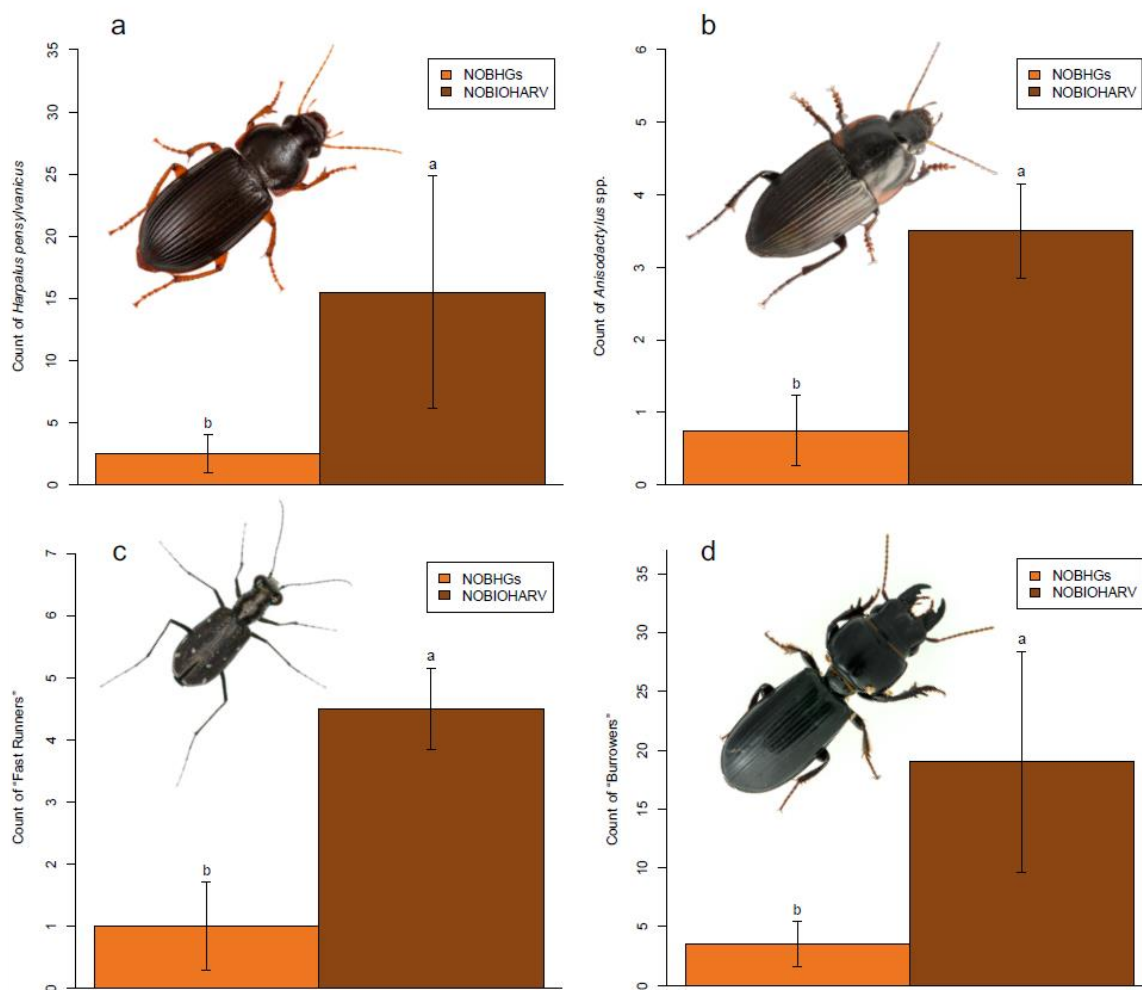 a
35
30
25
20
15
10
5
0
Count of Harpalus pensylvanicus
NOBHGs
NOBIOHARV
b
a
b
6
5
4
3
2
1
0
Count of Anisodactylus spp.
NOBHGs
NOBIOHARV
b
a
c
7
6
5
4
3
2
1
0
Count of "Fast Runners"
NOBHGs
NOBIOHARV
b
a
d
35
30
25
20
15
10
5
0
Count of "Burrowers"
NOBHGs
NOBIOHARV
b
a